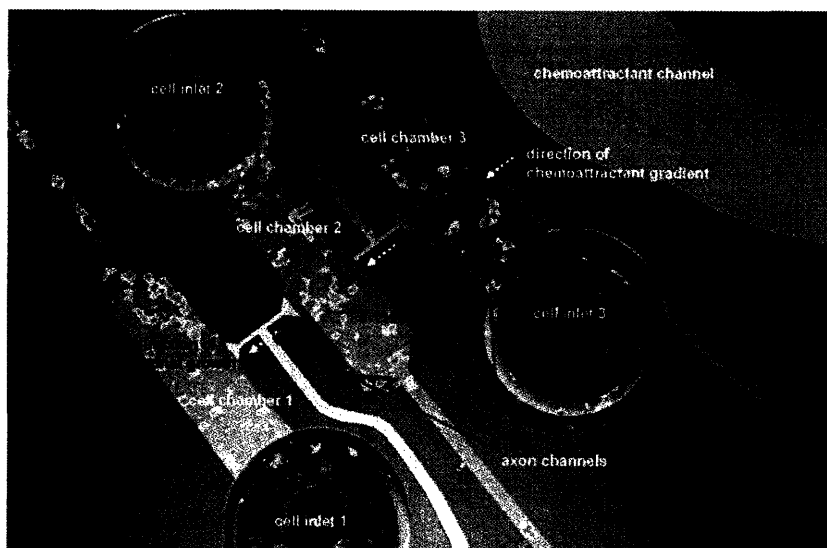 chemoattractant channel
cell inlet 2
cell chamber 3
direction of
chemoattractant gradient
cell chamber 2
cell inlet 3
cell chamber 1
axon channels
cell inlet 1